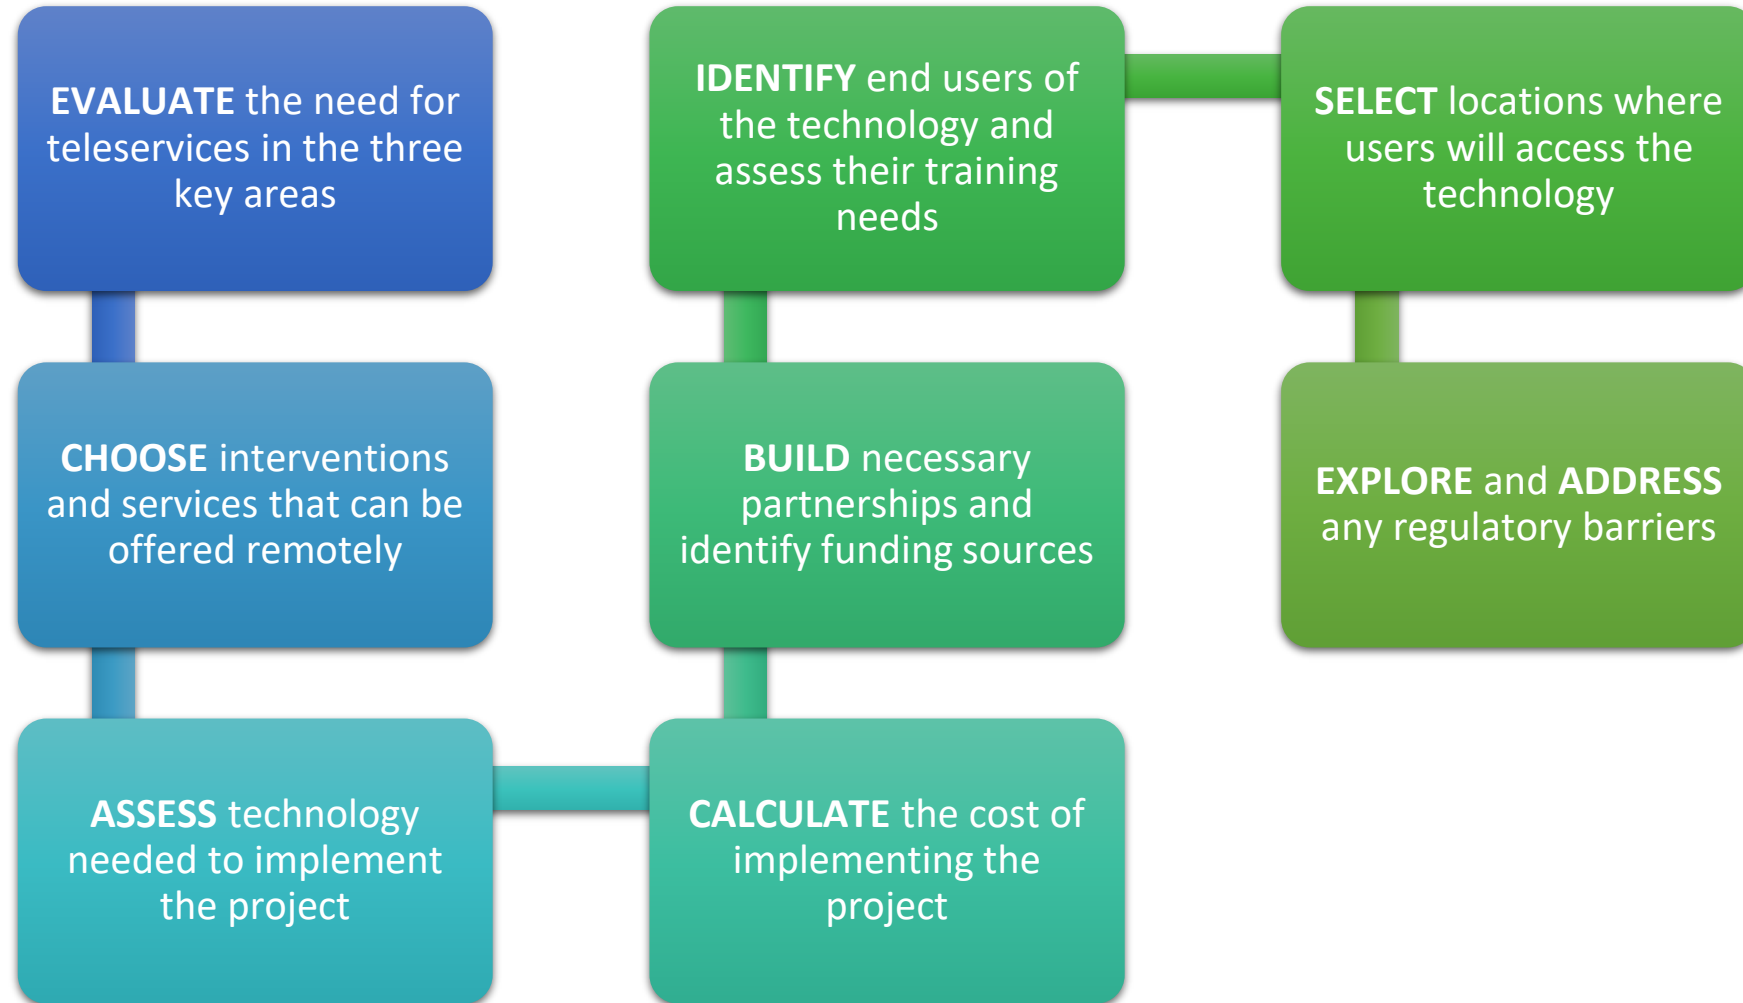 EVALUATE the need for
teleservices in the three
key areas
CHOOSE interventions
and services that can be
offered remotely
ASSESS technology
needed to implement
the project
CALCULATE the cost of
implementing the
project
BUILD necessary
partnerships and
identify funding sources
IDENTIFY end users of
the technology and
assess their training
needs
SELECT locations where
users will access the
technology
EXPLORE and ADDRESS
any regulatory barriers